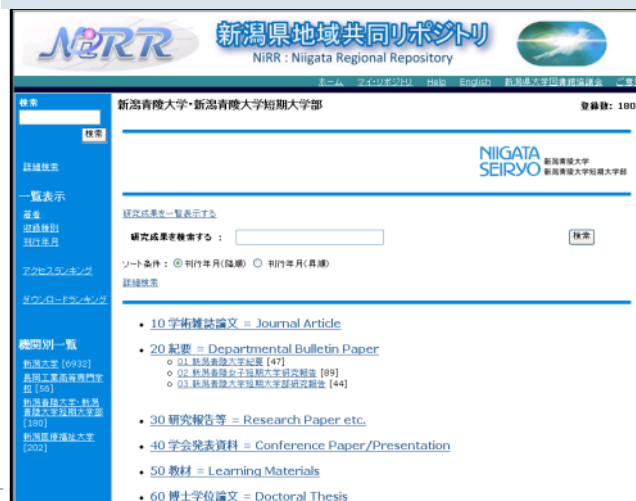 NiRR
新潟県地域共同リポジトリ
NiRR : Niigata Regional Repository
ホーム マイ・リポジトリ Help English 新潟県大学図書館協議会 ご意
検索
検索
詳細検索
一覧表示
著者
収録種別
刊行年月
アクセスランキング
ダウンロードランキング
機関別一覧
新潟大学 [6932]
長岡工業高等専門学
校 [56]
新潟青陵大学・新潟
青陵大学短期大学部
[180]
新潟医療福祉大学
[202]
新潟青陵大学・新潟青陵大学短期大学部
登録数: 180
NIIGATA
SEIRYO
新潟青陵大学
新潟青陵大学短期大学部
研究成果を一覧表示する
研究成果を検索する :
検索
ソート条件 : 刊行年月(降順) 刊行年月(昇順)
詳細検索
• 10 学術雑誌論文 = Journal Article
• 20 紀要 = Departmental Bulletin Paper
○ 01 新潟青陵大学紀要 [47]
○ 02 新潟青陵女子短期大学研究報告 [89]
○ 03 新潟青陵大学短期大学部研究報告 [44]
• 30 研究報告等 = Research Paper etc.
• 40 学会発表資料 = Conference Paper/Presentation
• 50 教材 = Learning Materials
• 60 博士学位論文 = Doctoral Thesis